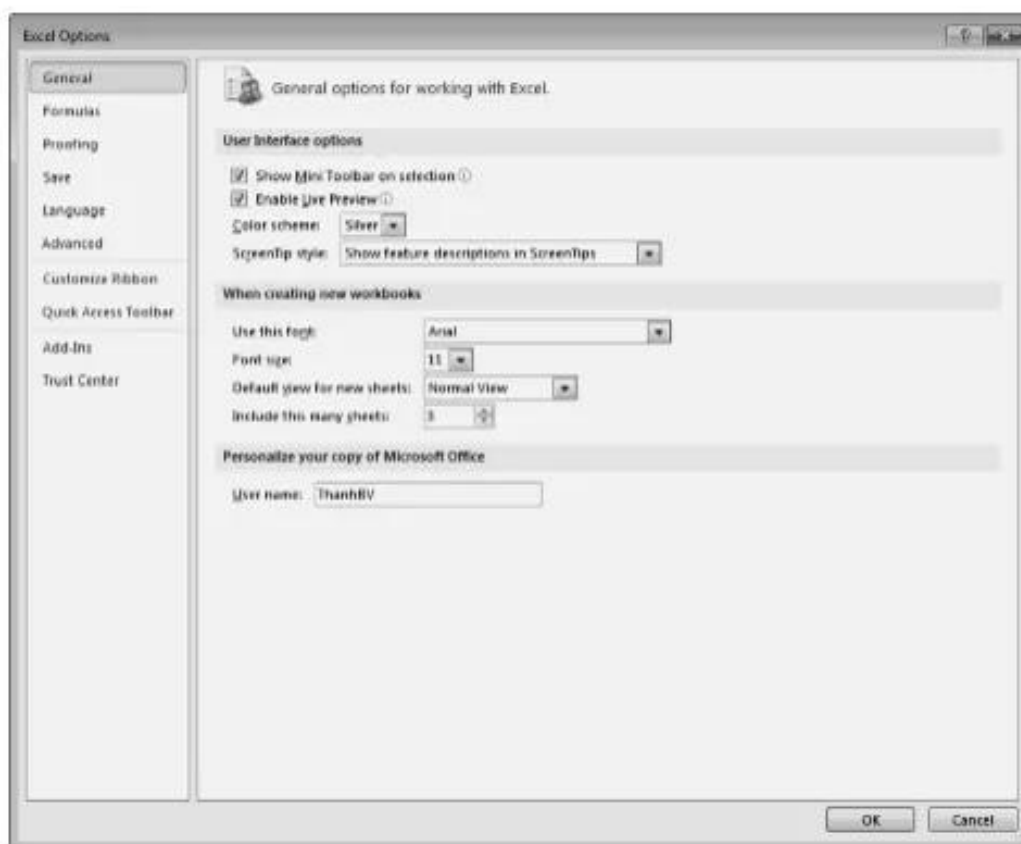 Excel Options
General
Formulas
Proofing
Save
Language
Advanced
Customize Ribbon
Quick Access Toolbar
Add-Ins
Trust Center
General options for working with Excel.
User Interface options
Show Mini Toolbar on selection
Enable Live Preview
Color scheme: Silver
ScreenTip style: Show feature descriptions in ScreenTips
When creating new workbooks
Use this font: Arial
Font size: 11
Default view for new sheets: Normal View
Include this many sheets: 3
Personalize your copy of Microsoft Office
User name: ThanhBV
OK Cancel